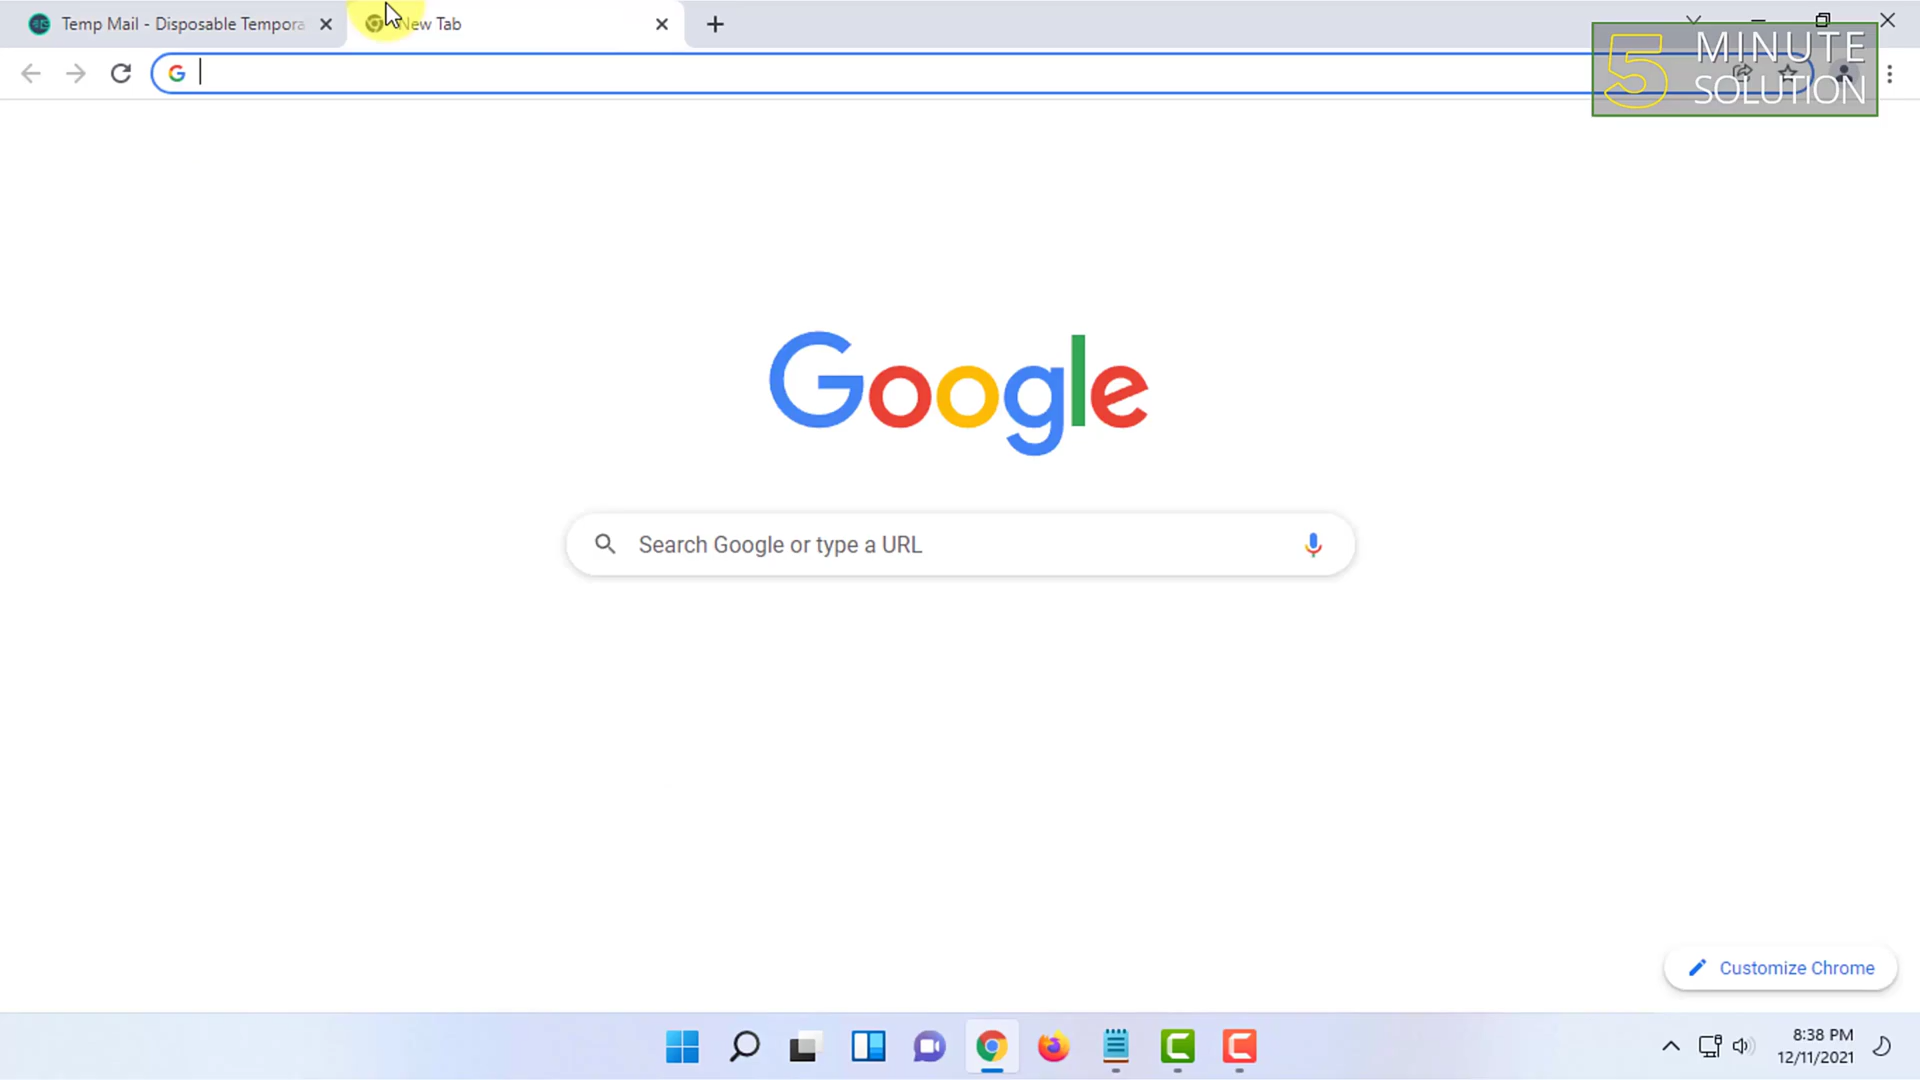 Temp Mail - Disposable Tempora
New Tab
5 MINUTE
SOLUTION
Google
Search Google or type a URL
Customize Chrome
8:38 PM
12/11/2021